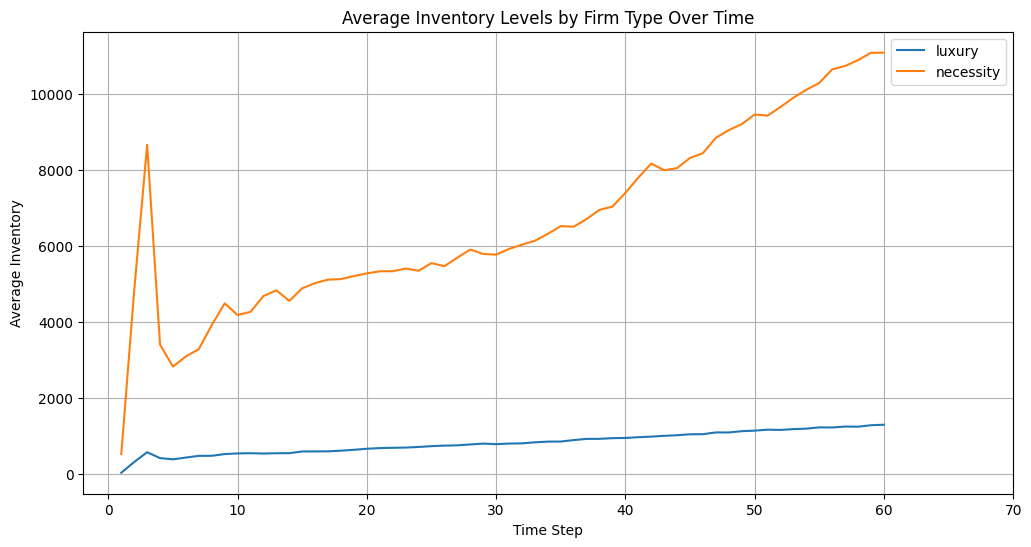 Average Inventory Levels by Firm Type Over Time
luxury
necessity
Average Inventory
10000
8000
6000
4000
2000
0
0 10 20 30 40 50 60 70
Time Step